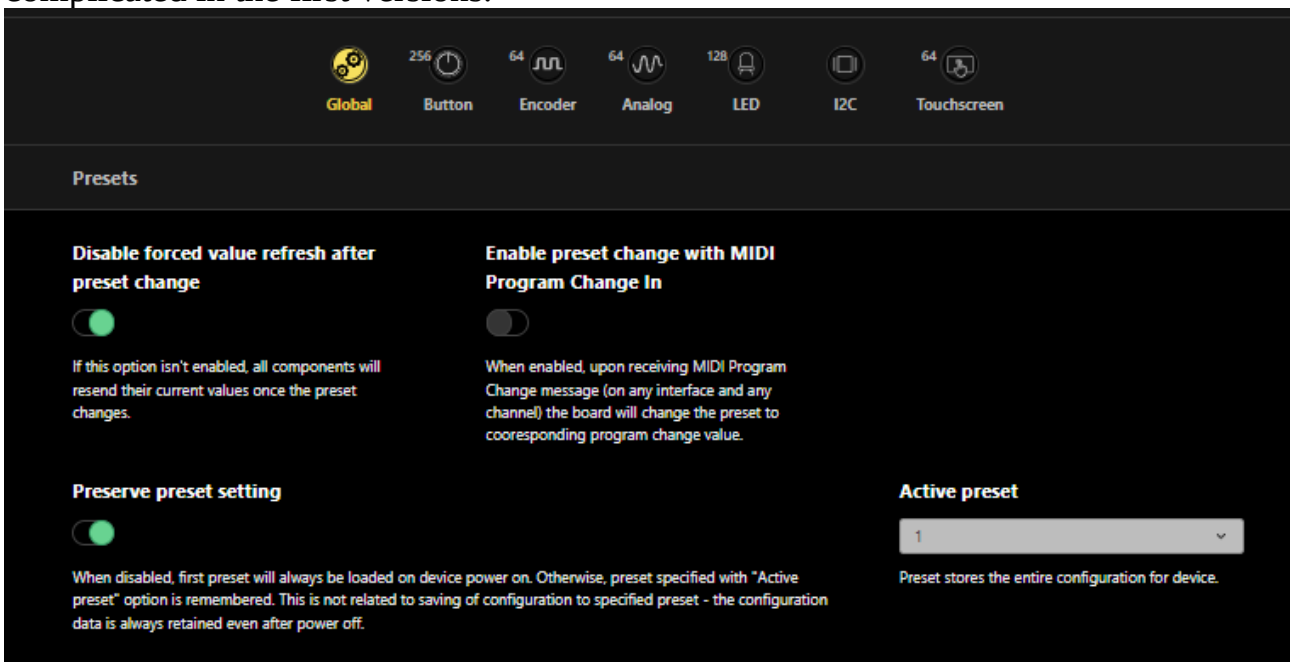 complicated in the first versions.
256 64 64 128 64
Global Button Encoder Analog LED I2C Touchscreen
Presets
Disable forced value refresh after
preset change
If this option isn't enabled, all components will
resend their current values once the preset
changes.
Enable preset change with MIDI
Program Change In
When enabled, upon receiving MIDI Program
Change message (on any interface and any
channel) the board will change the preset to
cooresponding program change value.
Preserve preset setting
When disabled, first preset will always be loaded on device power on. Otherwise, preset specified with "Active
preset" option is remembered. This is not related to saving of configuration to specified preset - the configuration
data is always retained even after power off.
Active preset
1
Preset stores the entire configuration for device.